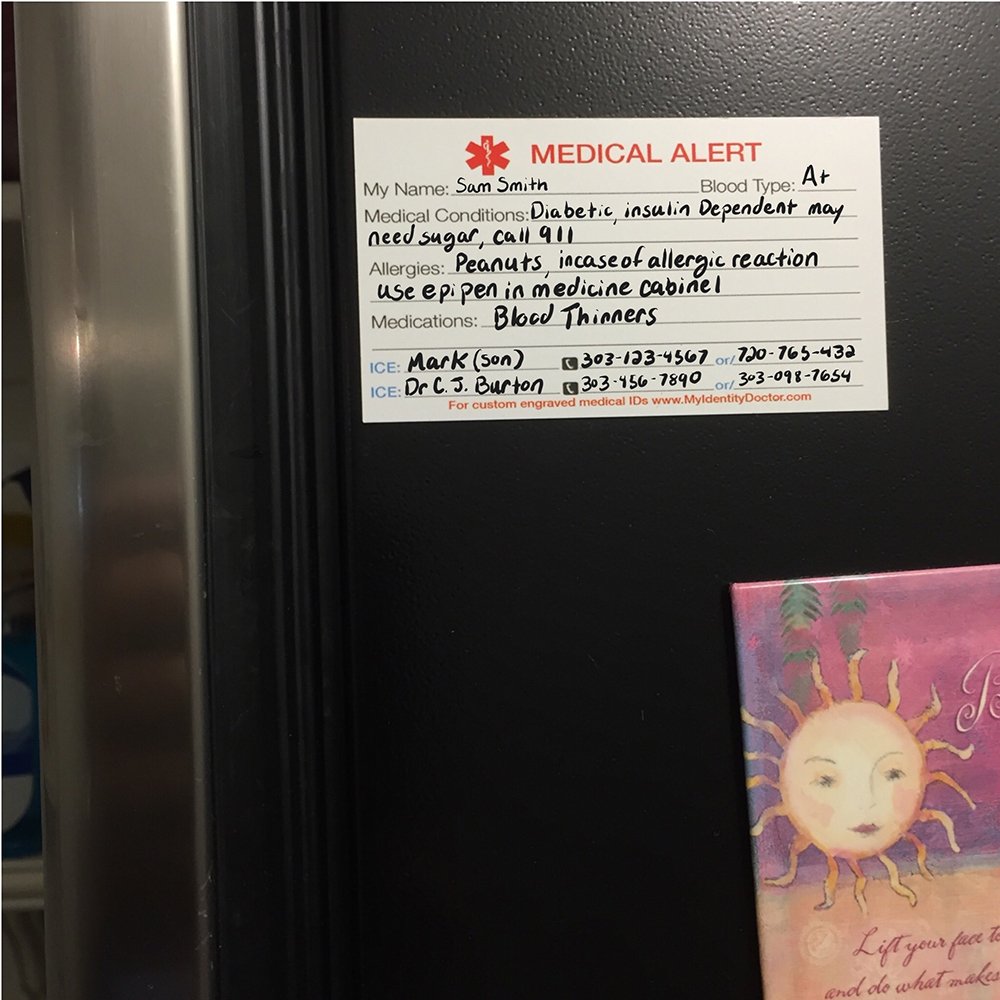 MEDICAL ALERT
My Name: Sam Smith Blood Type: A+
Medical Conditions: Diabetic, insulin Dependent may
need sugar, call 911
Allergies: Peanuts, incase of allergic reaction
use epi pen in medicine cabinel
Medications: Blood Thinners
ICE: Mark (son) 303-123-4567 or/ 720-765-432
ICE: Dr C. J. Burton 303-456-7890 or/ 303-098-7654
For custom engraved medical IDs www.MyIdentityDoctor.com
Lift your face
and do what makes